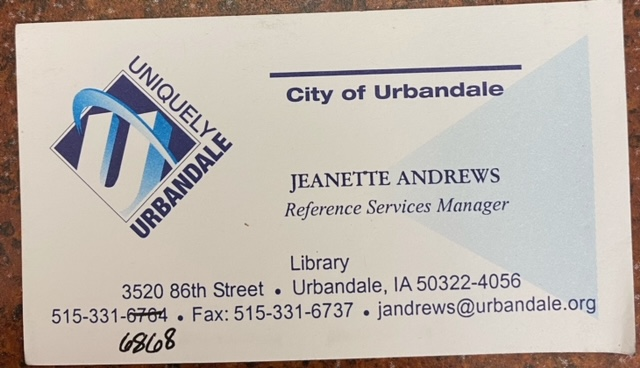 UNIQUELY
URBANDALE
U
City of Urbandale
JEANETTE ANDREWS
Reference Services Manager
Library
3520 86th Street • Urbandale, IA 50322-4056
515-331-6764 • Fax: 515-331-6737 • jandrews@urbandale.org
6868